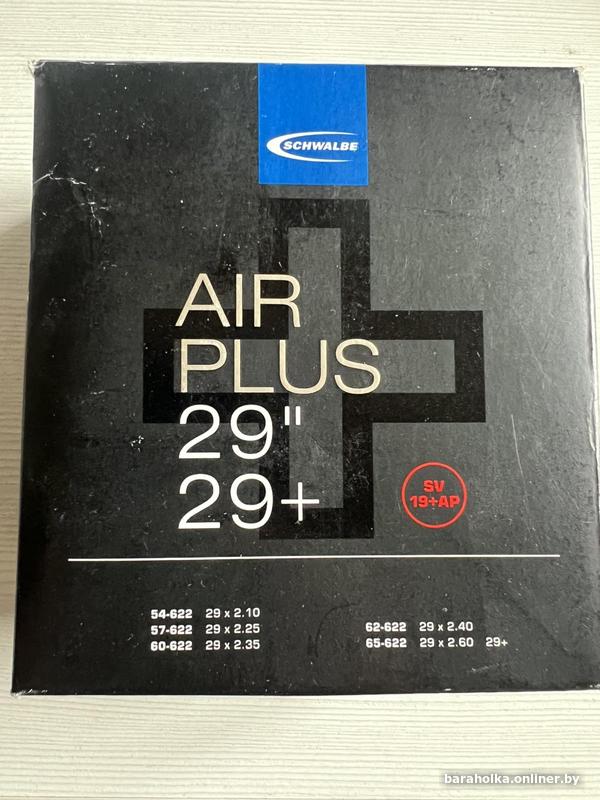 SCHWALBE
AIR
PLUS
29"
29+
SV
19+AP
54-622 29 x 2.10
57-622 29 x 2.25
60-622 29 x 2.35
62-622 29 x 2.40
65-622 29 x 2.60 29+
baraholka.onliner.by